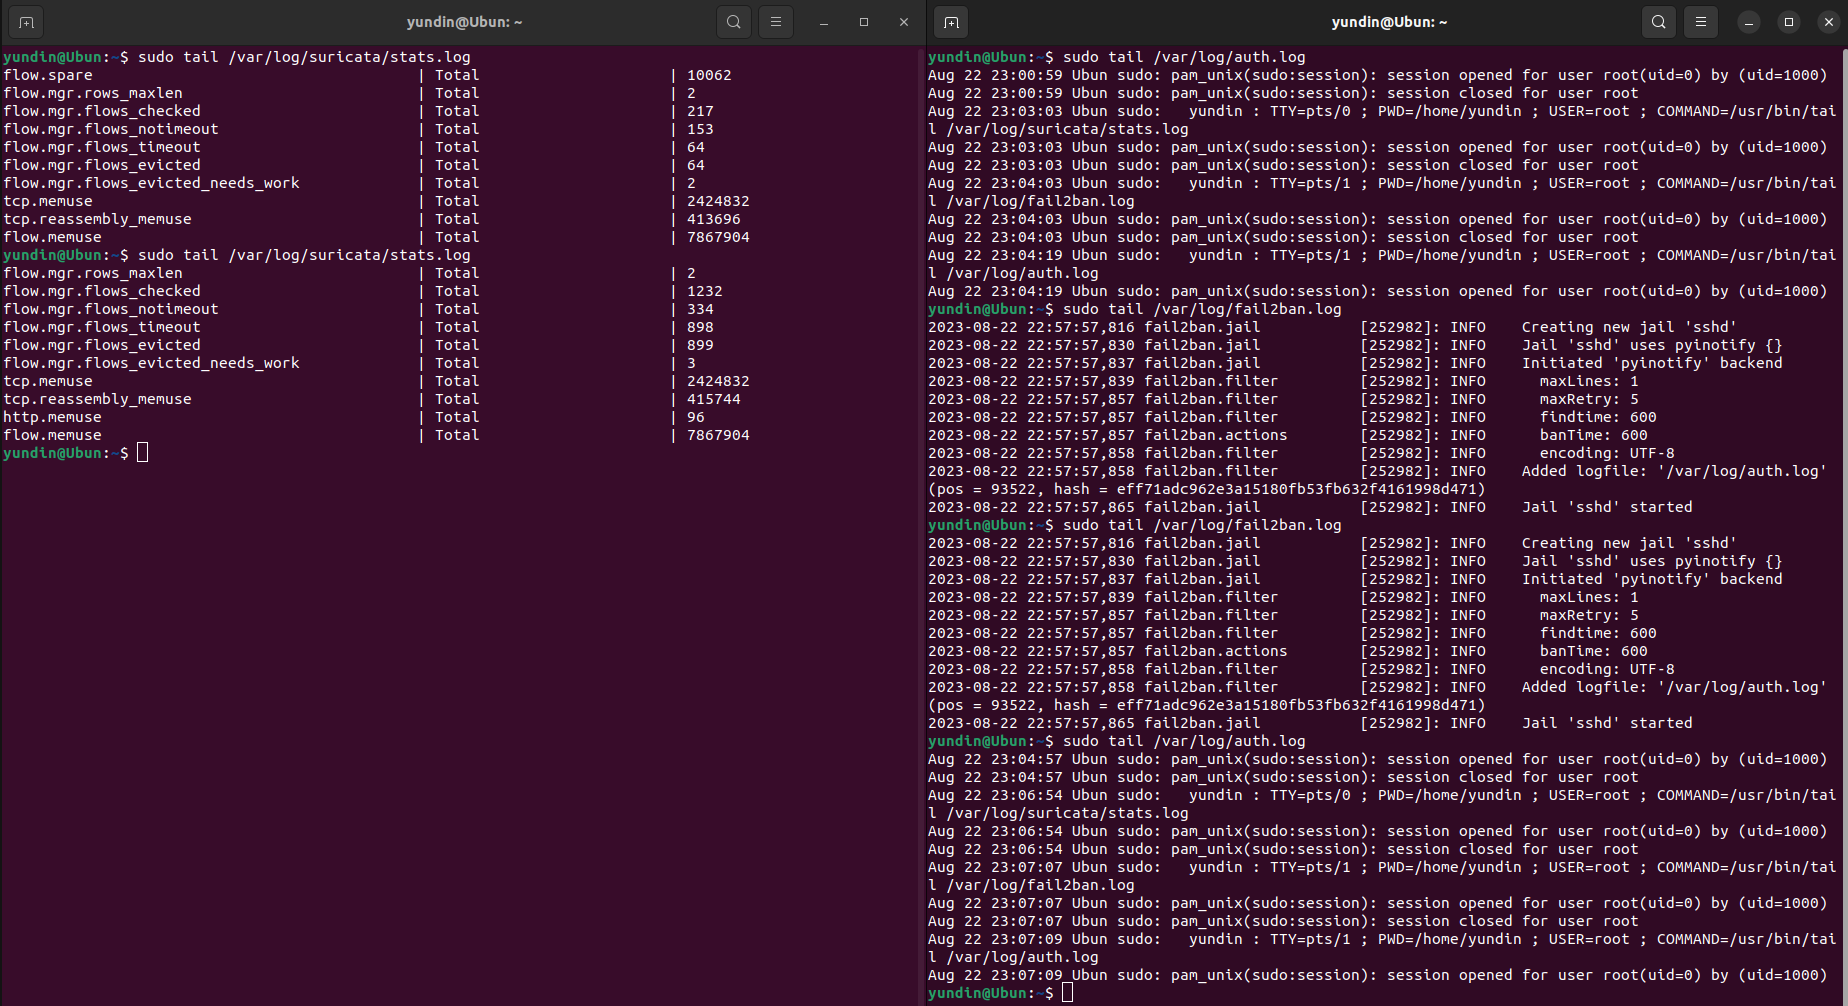 yundin@Ubun: ~
yundin@Ubun:~$ sudo tail /var/log/suricata/stats.log
flow.spare | Total | 10062
flow.mgr.rows_maxlen | Total | 2
flow.mgr.flows_checked | Total | 217
flow.mgr.flows_notimeout | Total | 153
flow.mgr.flows_timeout | Total | 64
flow.mgr.flows_evicted | Total | 64
flow.mgr.flows_evicted_needs_work | Total | 2
tcp.memuse | Total | 2424832
tcp.reassembly_memuse | Total | 413696
flow.memuse | Total | 7867904
yundin@Ubun:~$ sudo tail /var/log/suricata/stats.log
flow.mgr.rows_maxlen | Total | 2
flow.mgr.flows_checked | Total | 1232
flow.mgr.flows_notimeout | Total | 334
flow.mgr.flows_timeout | Total | 898
flow.mgr.flows_evicted | Total | 899
flow.mgr.flows_evicted_needs_work | Total | 3
tcp.memuse | Total | 2424832
tcp.reassembly_memuse | Total | 415744
http.memuse | Total | 96
flow.memuse | Total | 7867904
yundin@Ubun:~$
yundin@Ubun: ~
yundin@Ubun:~$ sudo tail /var/log/auth.log
Aug 22 23:00:59 Ubun sudo: pam_unix(sudo:session): session opened for user root(uid=0) by (uid=1000)
Aug 22 23:00:59 Ubun sudo: pam_unix(sudo:session): session closed for user root
Aug 22 23:03:03 Ubun sudo:   yundin : TTY=pts/0 ; PWD=/home/yundin ; USER=root ; COMMAND=/usr/bin/tai
l /var/log/suricata/stats.log
Aug 22 23:03:03 Ubun sudo: pam_unix(sudo:session): session opened for user root(uid=0) by (uid=1000)
Aug 22 23:03:03 Ubun sudo: pam_unix(sudo:session): session closed for user root
Aug 22 23:04:03 Ubun sudo:   yundin : TTY=pts/1 ; PWD=/home/yundin ; USER=root ; COMMAND=/usr/bin/tai
l /var/log/fail2ban.log
Aug 22 23:04:03 Ubun sudo: pam_unix(sudo:session): session opened for user root(uid=0) by (uid=1000)
Aug 22 23:04:03 Ubun sudo: pam_unix(sudo:session): session closed for user root
Aug 22 23:04:19 Ubun sudo:   yundin : TTY=pts/1 ; PWD=/home/yundin ; USER=root ; COMMAND=/usr/bin/tai
l /var/log/auth.log
Aug 22 23:04:19 Ubun sudo: pam_unix(sudo:session): session opened for user root(uid=0) by (uid=1000)
yundin@Ubun:~$ sudo tail /var/log/fail2ban.log
2023-08-22 22:57:57,816 fail2ban.jail [252982]: INFO Creating new jail 'sshd'
2023-08-22 22:57:57,830 fail2ban.jail [252982]: INFO Jail 'sshd' uses pyinotify {}
2023-08-22 22:57:57,837 fail2ban.jail [252982]: INFO Initiated 'pyinotify' backend
2023-08-22 22:57:57,839 fail2ban.filter [252982]: INFO maxLines: 1
2023-08-22 22:57:57,857 fail2ban.filter [252982]: INFO maxRetry: 5
2023-08-22 22:57:57,857 fail2ban.filter [252982]: INFO findtime: 600
2023-08-22 22:57:57,857 fail2ban.actions [252982]: INFO banTime: 600
2023-08-22 22:57:57,858 fail2ban.filter [252982]: INFO encoding: UTF-8
2023-08-22 22:57:57,858 fail2ban.filter [252982]: INFO Added logfile: '/var/log/auth.log'
(pos = 93522, hash = eff71adc962e3a15180fb53fb632f4161998d471)
2023-08-22 22:57:57,865 fail2ban.jail [252982]: INFO Jail 'sshd' started
yundin@Ubun:~$ sudo tail /var/log/fail2ban.log
2023-08-22 22:57:57,816 fail2ban.jail [252982]: INFO Creating new jail 'sshd'
2023-08-22 22:57:57,830 fail2ban.jail [252982]: INFO Jail 'sshd' uses pyinotify {}
2023-08-22 22:57:57,837 fail2ban.jail [252982]: INFO Initiated 'pyinotify' backend
2023-08-22 22:57:57,839 fail2ban.filter [252982]: INFO maxLines: 1
2023-08-22 22:57:57,857 fail2ban.filter [252982]: INFO maxRetry: 5
2023-08-22 22:57:57,857 fail2ban.filter [252982]: INFO findtime: 600
2023-08-22 22:57:57,857 fail2ban.actions [252982]: INFO banTime: 600
2023-08-22 22:57:57,858 fail2ban.filter [252982]: INFO encoding: UTF-8
2023-08-22 22:57:57,858 fail2ban.filter [252982]: INFO Added logfile: '/var/log/auth.log'
(pos = 93522, hash = eff71adc962e3a15180fb53fb632f4161998d471)
2023-08-22 22:57:57,865 fail2ban.jail [252982]: INFO Jail 'sshd' started
yundin@Ubun:~$ sudo tail /var/log/auth.log
Aug 22 23:04:57 Ubun sudo: pam_unix(sudo:session): session opened for user root(uid=0) by (uid=1000)
Aug 22 23:04:57 Ubun sudo: pam_unix(sudo:session): session closed for user root
Aug 22 23:06:54 Ubun sudo:   yundin : TTY=pts/0 ; PWD=/home/yundin ; USER=root ; COMMAND=/usr/bin/tai
l /var/log/suricata/stats.log
Aug 22 23:06:54 Ubun sudo: pam_unix(sudo:session): session opened for user root(uid=0) by (uid=1000)
Aug 22 23:06:54 Ubun sudo: pam_unix(sudo:session): session closed for user root
Aug 22 23:07:07 Ubun sudo:   yundin : TTY=pts/1 ; PWD=/home/yundin ; USER=root ; COMMAND=/usr/bin/tai
l /var/log/fail2ban.log
Aug 22 23:07:07 Ubun sudo: pam_unix(sudo:session): session opened for user root(uid=0) by (uid=1000)
Aug 22 23:07:07 Ubun sudo: pam_unix(sudo:session): session closed for user root
Aug 22 23:07:09 Ubun sudo:   yundin : TTY=pts/1 ; PWD=/home/yundin ; USER=root ; COMMAND=/usr/bin/tai
l /var/log/auth.log
Aug 22 23:07:09 Ubun sudo: pam_unix(sudo:session): session opened for user root(uid=0) by (uid=1000)
yundin@Ubun:~$